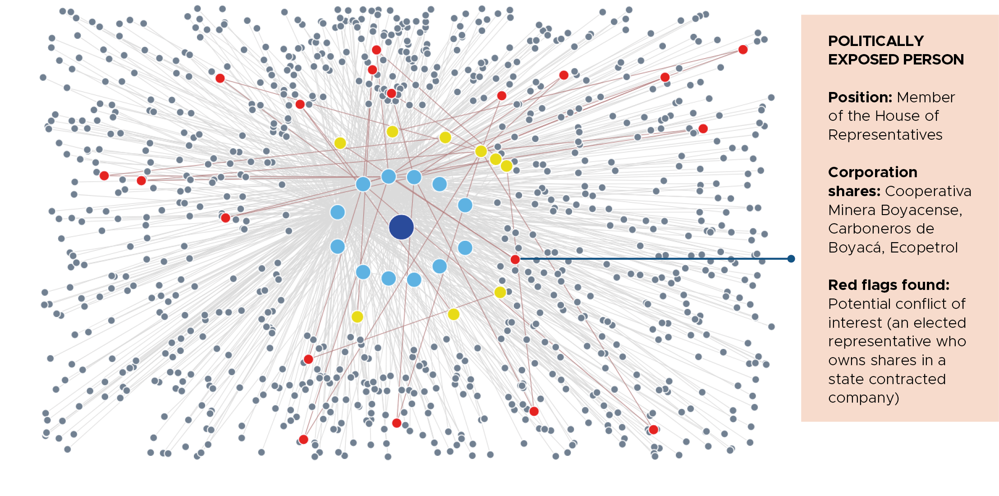 POLITICALLY
EXPOSED PERSON
Position: Member
of the House of
Representatives
Corporation
shares: Cooperativa
Minera Boyacense,
Carboneros de
Boyacá, Ecopetrol
Red flags found:
Potential conflict of
interest (an elected
representative who
owns shares in a
state contracted
company)